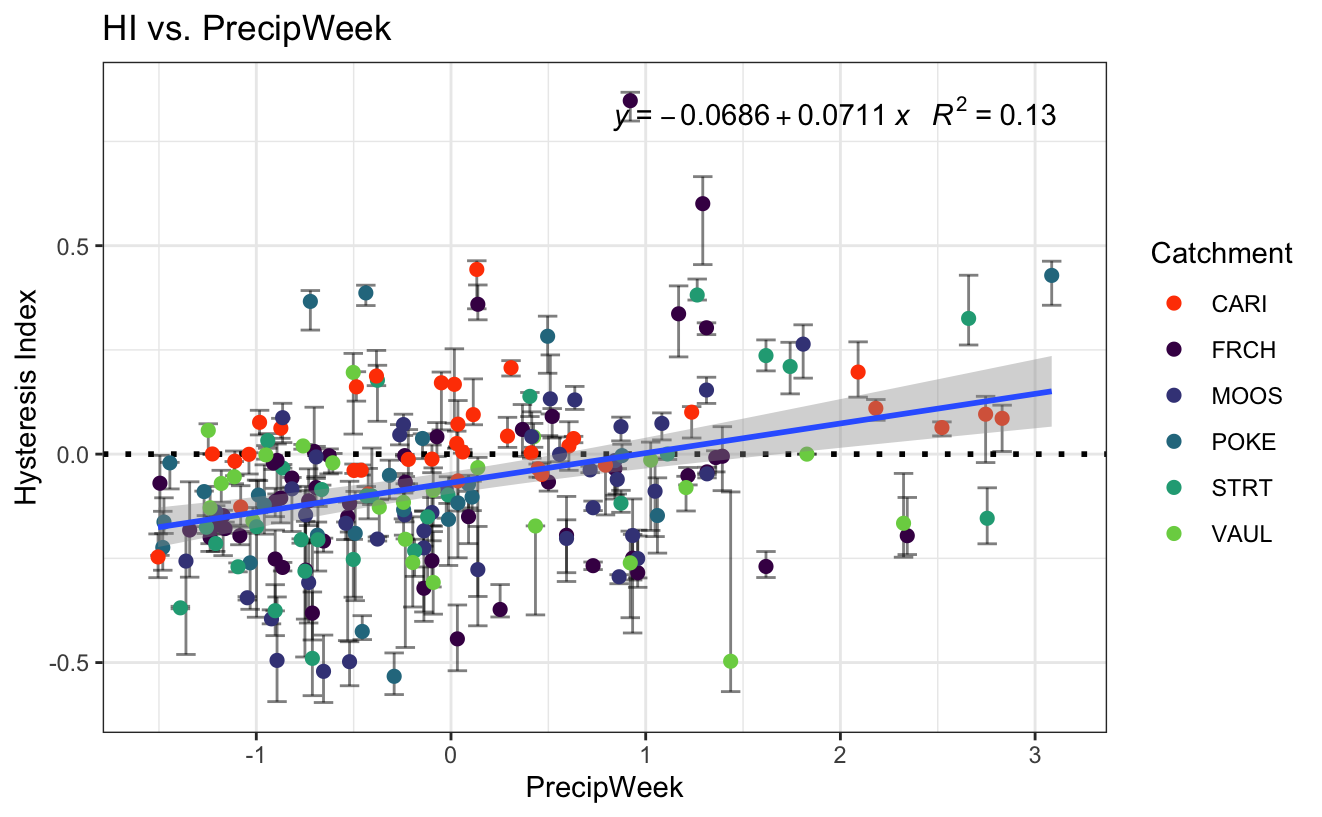 HI vs. PrecipWeek
y = −0.0686 + 0.0711 x R² = 0.13
0.5
0.0
-0.5
Hysteresis Index
-1 0 1 2 3
PrecipWeek
Catchment
CARI
FRCH
MOOS
POKE
STRT
VAUL